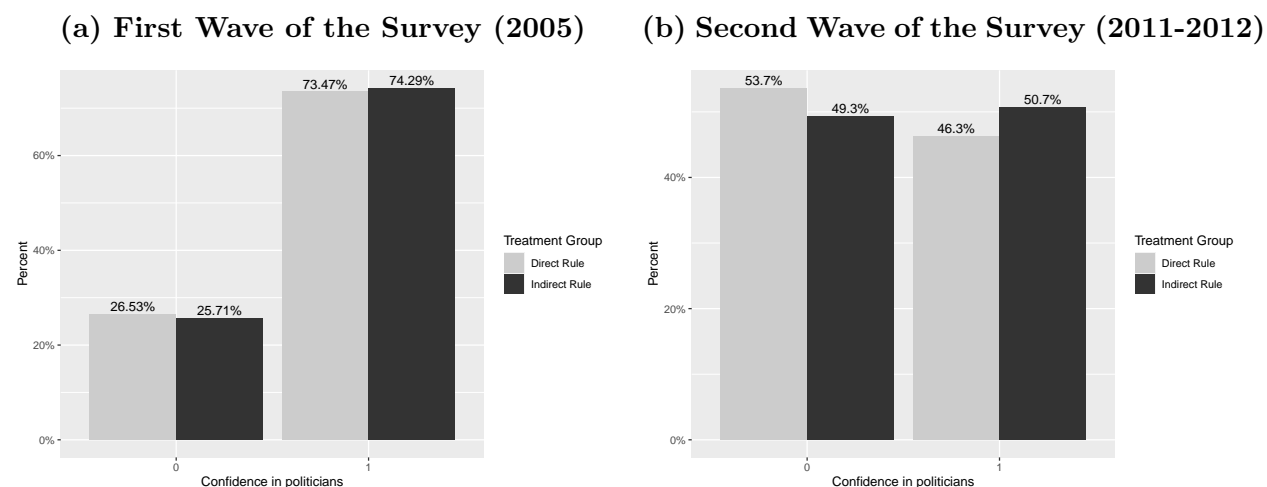 (a) First Wave of the Survey (2005)
73.47%
74.29%
26.53%
25.71%
60%
40%
20%
0%
Percent
0
1
Confidence in politicians
Treatment Group
Direct Rule
Indirect Rule
(b) Second Wave of the Survey (2011-2012)
53.7%
49.3%
46.3%
50.7%
40%
20%
0%
Percent
0
1
Confidence in politicians
Treatment Group
Direct Rule
Indirect Rule